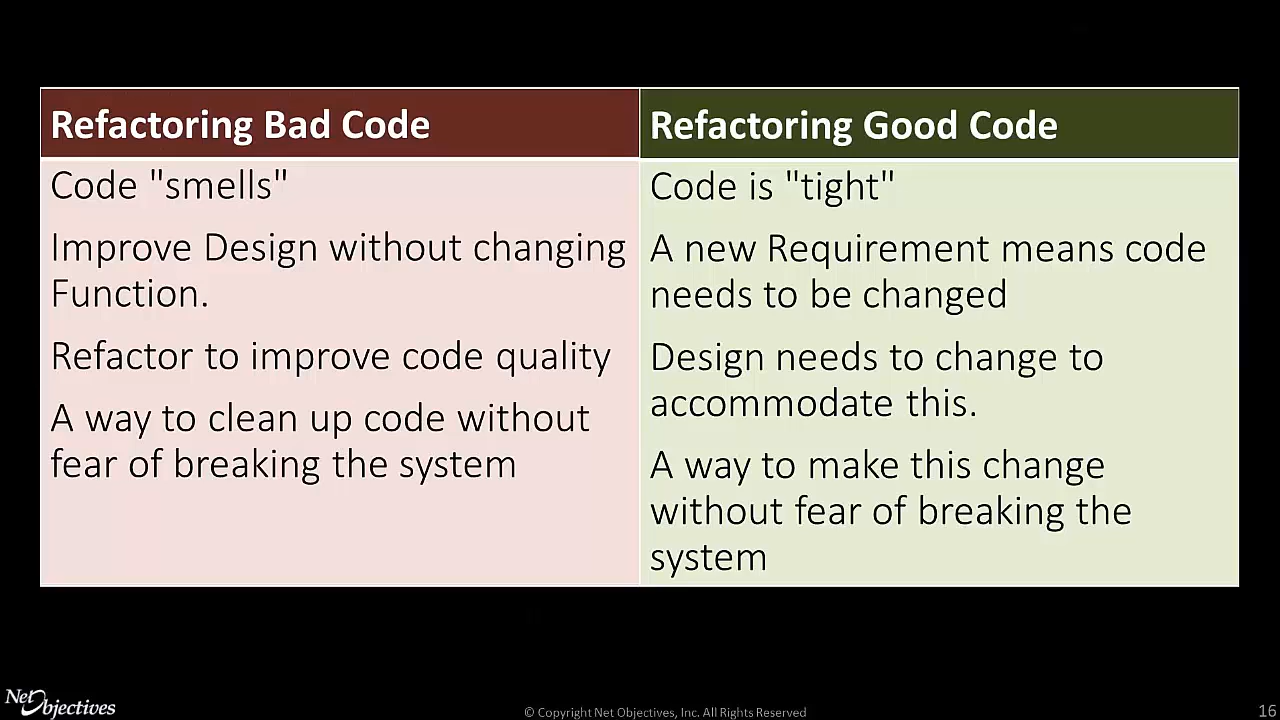 Refactoring Bad Code
Code "smells"
Improve Design without changing
Function.
Refactor to improve code quality
A way to clean up code without
fear of breaking the system
Refactoring Good Code
Code is "tight"
A new Requirement means code
needs to be changed
Design needs to change to
accommodate this.
A way to make this change
without fear of breaking the
system
Net Objectives
© Copyright Net Objectives, Inc. All Rights Reserved
16